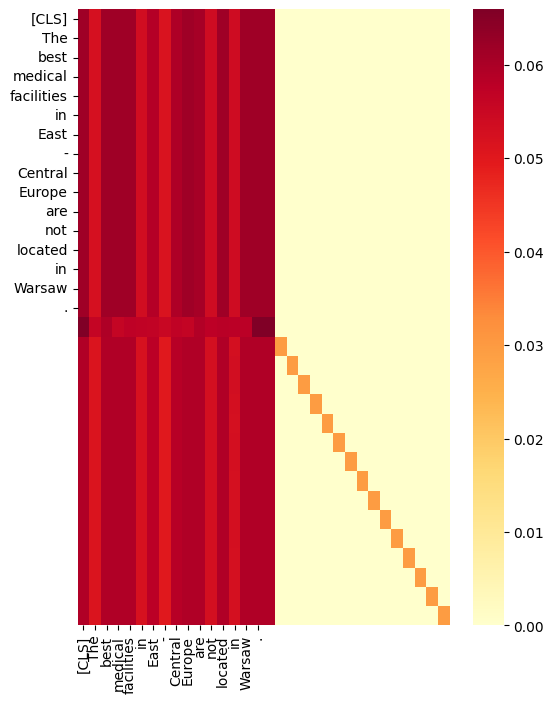 [CLS]
The
best
medical
facilities
in
East
-
Central
Europe
are
not
located
in
Warsaw
.
0.06
0.05
0.04
0.03
0.02
0.01
0.00
[CLS]
The
best
medical
facilities
in
East
-
Central
Europe
are
not
located
in
Warsaw
.